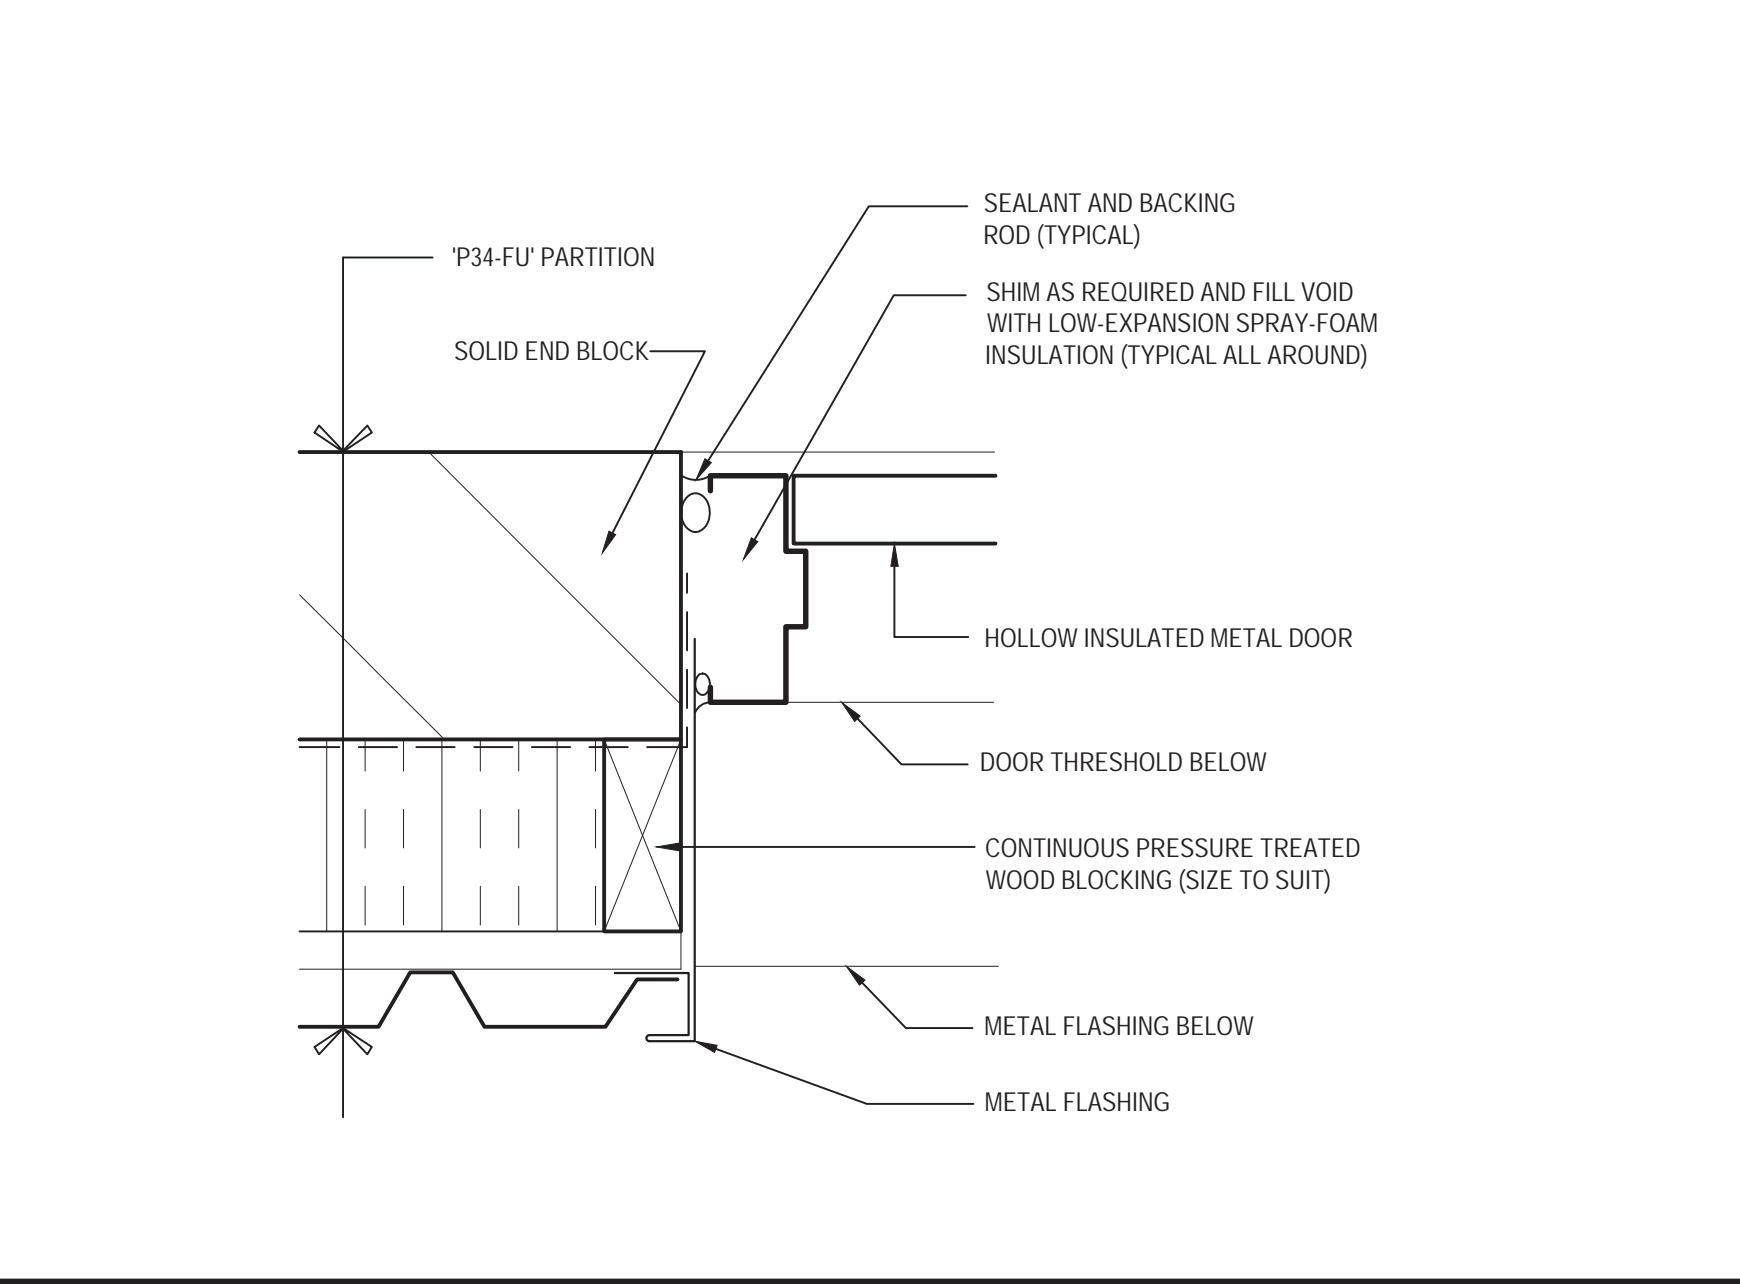 SEALANT AND BACKING
ROD (TYPICAL)
'P34-FU' PARTITION
SHIM AS REQUIRED AND FILL VOID
WITH LOW-EXPANSION SPRAY-FOAM
INSULATION (TYPICAL ALL AROUND)
SOLID END BLOCK
HOLLOW INSULATED METAL DOOR
DOOR THRESHOLD BELOW
CONTINUOUS PRESSURE TREATED
WOOD BLOCKING (SIZE TO SUIT)
METAL FLASHING BELOW
METAL FLASHING